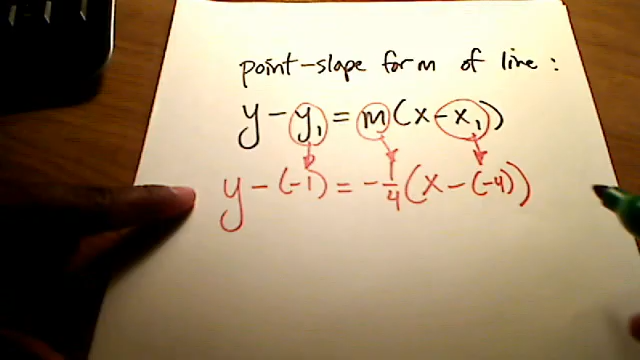 point-slope form of line:
y - y₁ = m(x - x₁)
y - (-1) = -1/4(x - (-4))